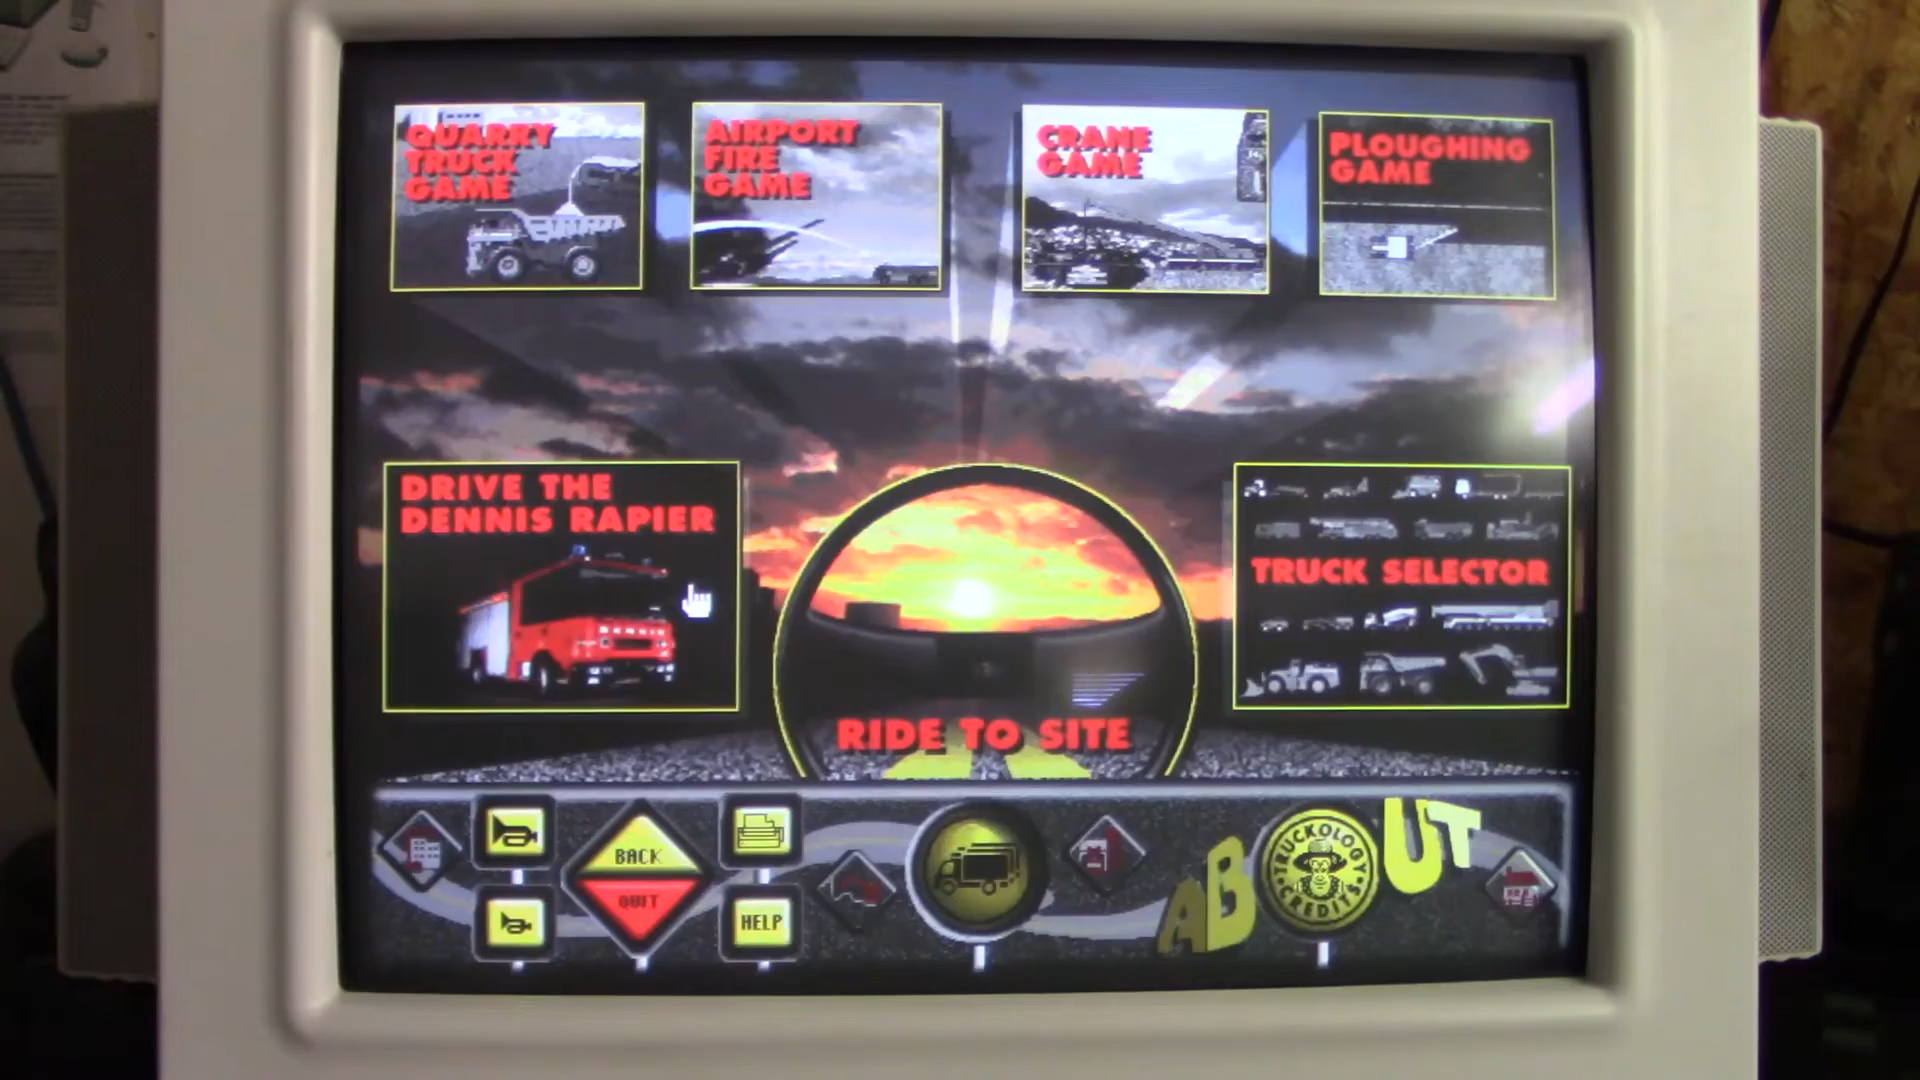 QUARRY
TRUCK
GAME
AIRPORT
FIRE
GAME
CRANE
GAME
PLOUGHING
GAME
DRIVE THE
DENNIS RAPIER
DENNIS
TRUCK SELECTOR
RIDE TO SITE
BACK
QUIT
HELP
AB UT
TRUCKOLOGY
CREDITS